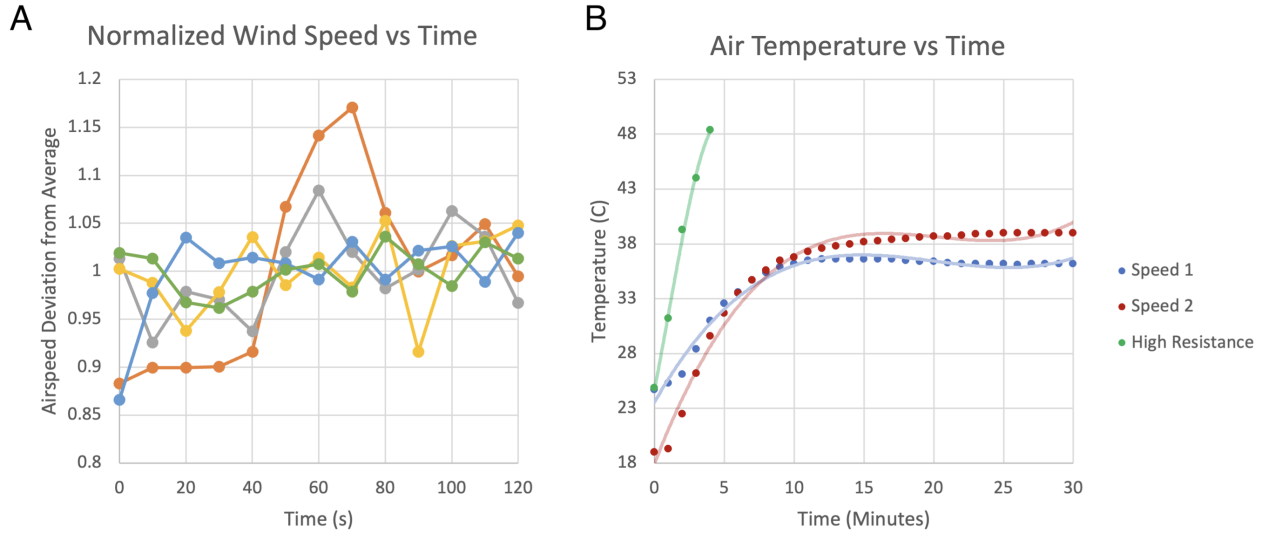 A
Normalized Wind Speed vs Time
Airspeed Deviation from Average
1.2
1.15
1.1
1.05
1
0.95
0.9
0.85
0.8
0 20 40 60 80 100 120
Time (s)
B
Air Temperature vs Time
Temperature (C)
53
48
43
38
33
28
23
18
0 5 10 15 20 25 30
Time (Minutes)
Speed 1
Speed 2
High Resistance